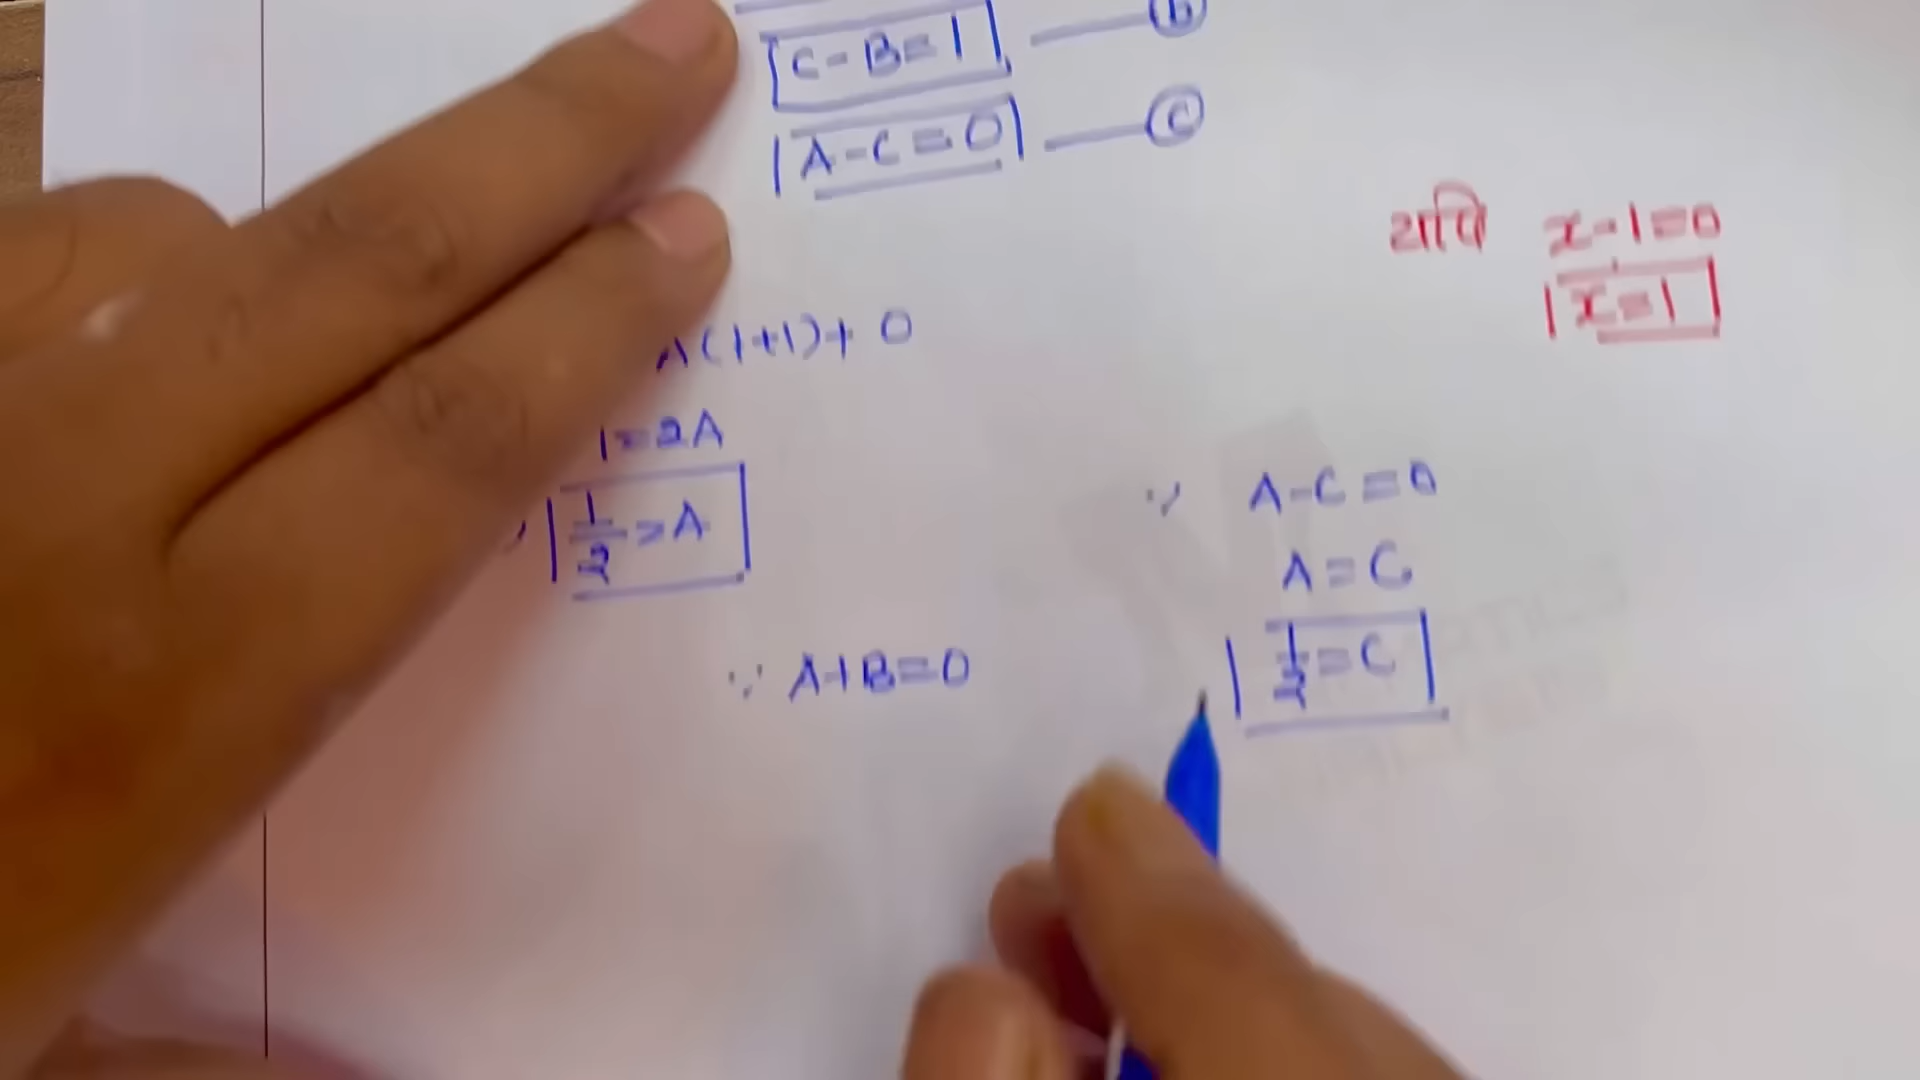 C-B=1 — (b)
A-C=0 — (c)
यदि x-1=0
x=1
A(1+1)+0
1=2A
1/2=A
∵ A-C=0
A=C
1/2=C
∵ A+B=0